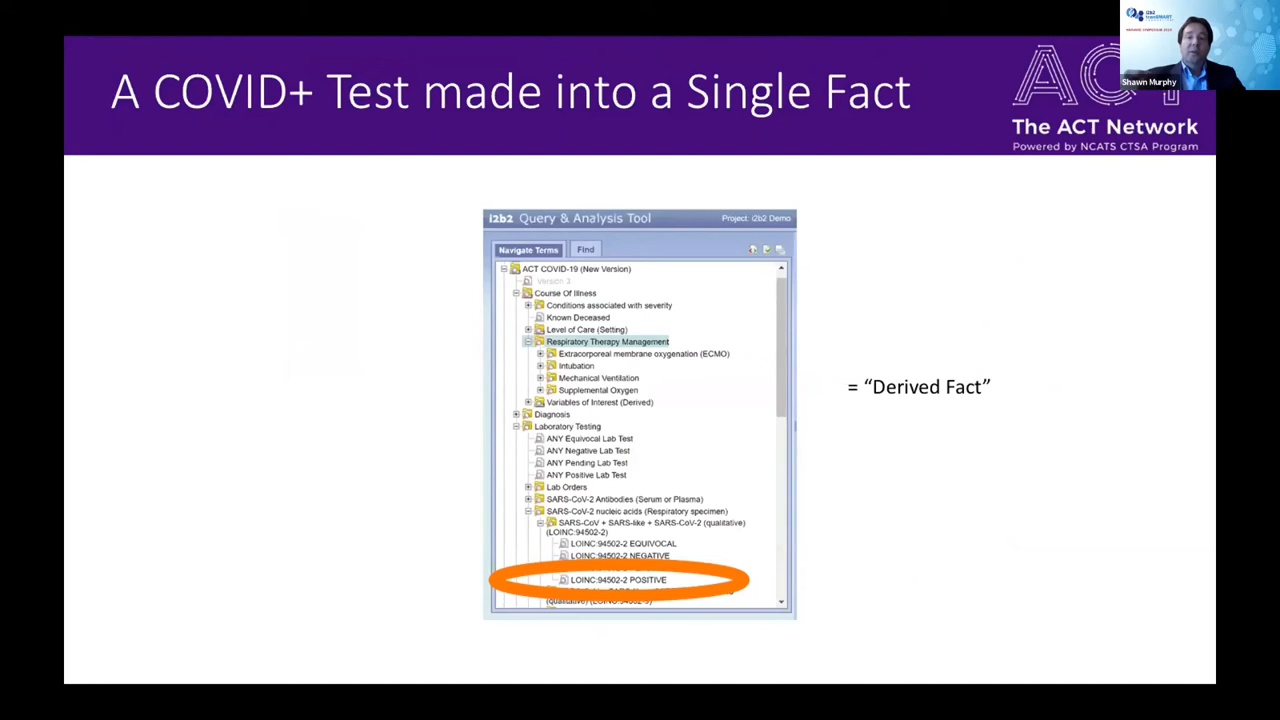 A COVID+ Test made into a Single Fact
The ACT Network
Powered by NCATS CTSA Program
i2b2
tranSMART
Shawn Murphy
i2b2 Query & Analysis Tool
Project: i2b2 Demo
Navigate Terms
Find
ACT COVID-19 (New Version)
Version 3
Course Of Illness
Conditions associated with severity
Known Deceased
Level of Care (Setting)
Respiratory Therapy Management
Extracorporeal membrane oxygenation (ECMO)
Intubation
Mechanical Ventilation
Supplemental Oxygen
Variables of Interest (Derived)
Diagnosis
Laboratory Testing
ANY Equivocal Lab Test
ANY Negative Lab Test
ANY Pending Lab Test
ANY Positive Lab Test
Lab Orders
SARS-CoV-2 Antibodies (Serum or Plasma)
SARS-CoV-2 nucleic acids (Respiratory specimen)
SARS-CoV + SARS-like + SARS-CoV-2 (qualitative)
(LOINC:94502-2)
LOINC:94502-2 EQUIVOCAL
LOINC:94502-2 NEGATIVE
LOINC:94502-2 POSITIVE
= “Derived Fact”